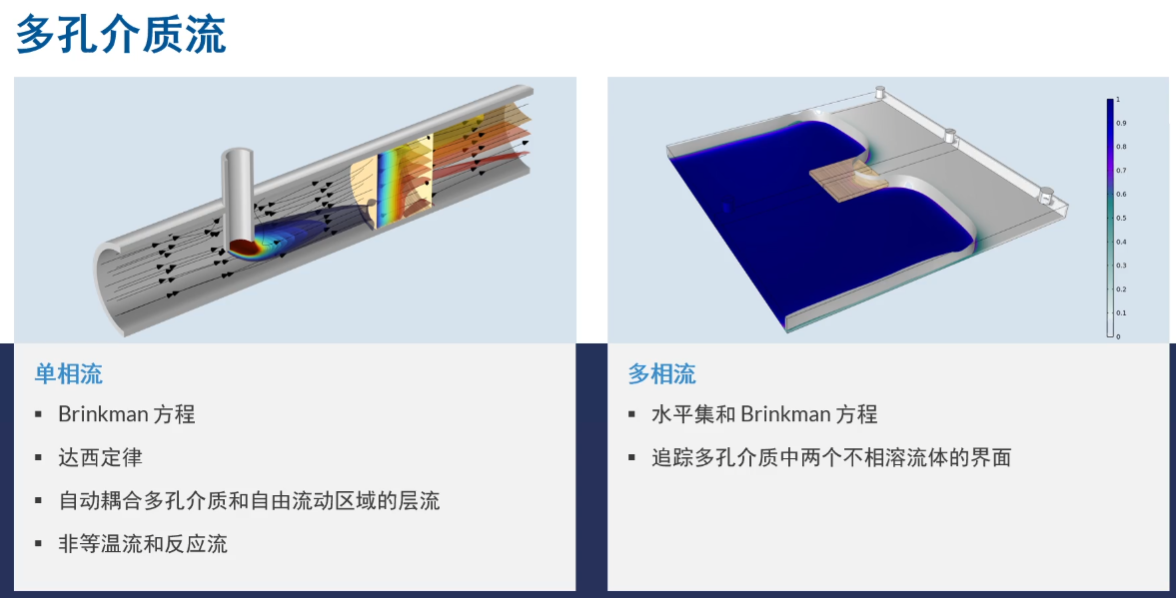 多孔介质流
1
0.9
0.8
0.7
0.6
0.5
0.4
0.3
0.2
0.1
0
单相流
▪ Brinkman 方程
▪ 达西定律
▪ 自动耦合多孔介质和自由流动区域的层流
▪ 非等温流和反应流
多相流
▪ 水平集和 Brinkman 方程
▪ 追踪多孔介质中两个不相溶流体的界面